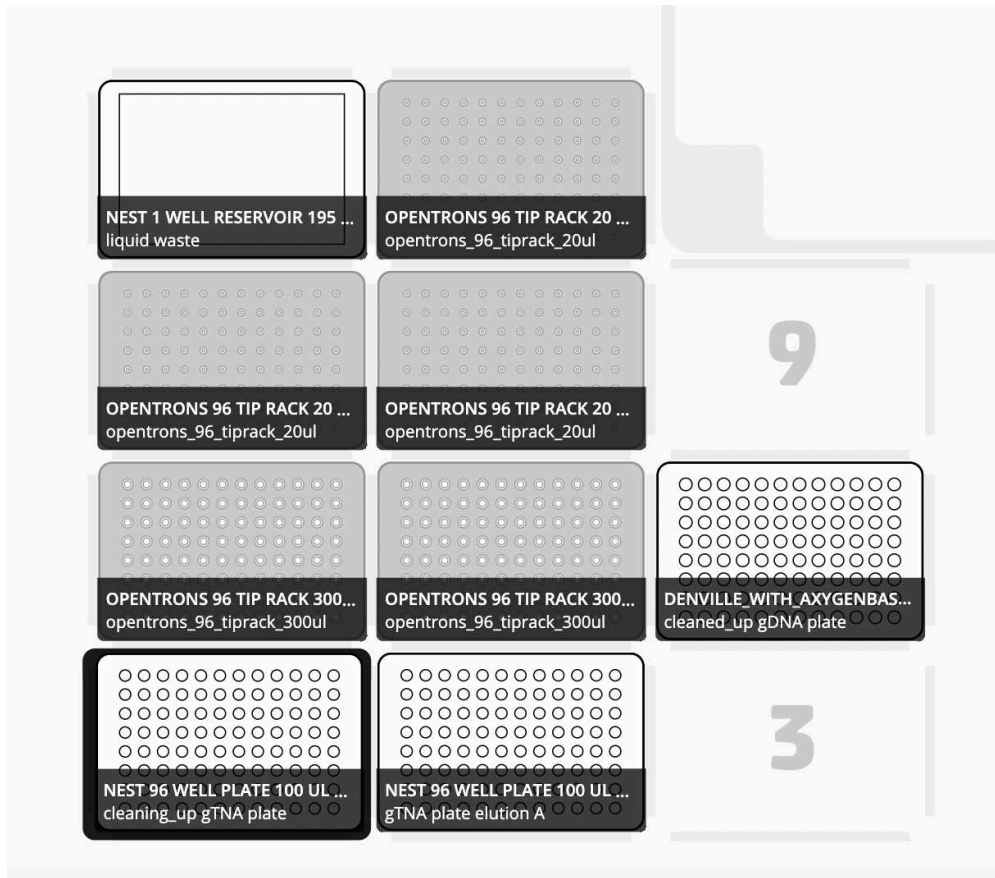 NEST 1 WELL RESERVOIR 195 ...
liquid waste
OPENTRONS 96 TIP RACK 20 ...
opentrons_96_tiprack_20ul
OPENTRONS 96 TIP RACK 20 ...
opentrons_96_tiprack_20ul
OPENTRONS 96 TIP RACK 20 ...
opentrons_96_tiprack_20ul
9
OPENTRONS 96 TIP RACK 300...
opentrons_96_tiprack_300ul
OPENTRONS 96 TIP RACK 300...
opentrons_96_tiprack_300ul
DENVILLE_WITH_AXYGENBAS...
cleaned_up gDNA plate
NEST 96 WELL PLATE 100 UL ...
cleaning_up gTNA plate
NEST 96 WELL PLATE 100 UL ...
gTNA plate elution A
3